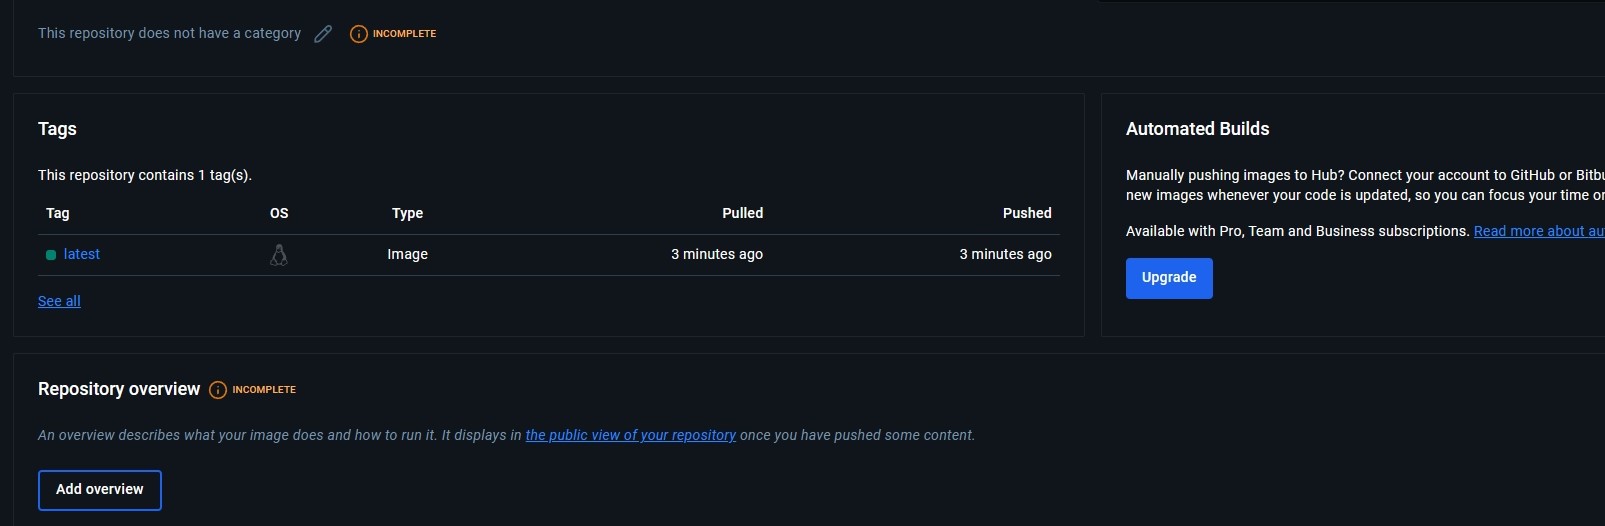 This repository does not have a category
INCOMPLETE
Tags
This repository contains 1 tag(s).
Tag OS Type Pulled Pushed
latest Image 3 minutes ago 3 minutes ago
See all
Automated Builds
Manually pushing images to Hub? Connect your account to GitHub or
new images whenever your code is updated, so you can focus your time
Available with Pro, Team and Business subscriptions. Read more about
Upgrade
Repository overview INCOMPLETE
An overview describes what your image does and how to run it. It displays in the public view of your repository once you have pushed some content.
Add overview